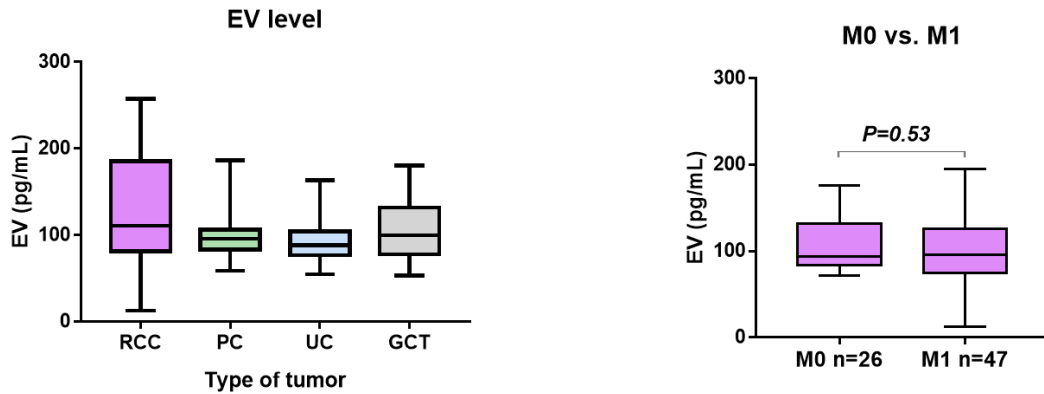 EV level
EV (pg/mL)
300
200
100
0
RCC PC UC GCT
Type of tumor
M0 vs. M1
EV (pg/mL)
300
200
100
0
P=0.53
M0 n=26 M1 n=47